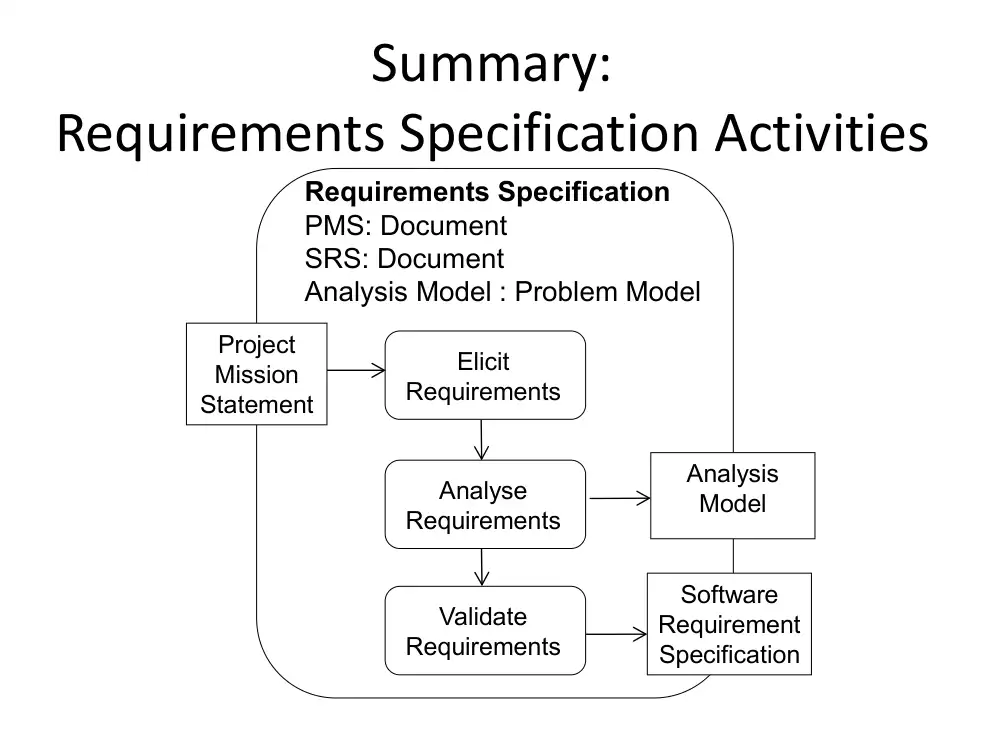 Summary:
Requirements Specification Activities
Requirements Specification
PMS: Document
SRS: Document
Analysis Model : Problem Model
Project
Mission
Statement
Elicit
Requirements
Analyse
Requirements
Analysis
Model
Validate
Requirements
Software
Requirement
Specification